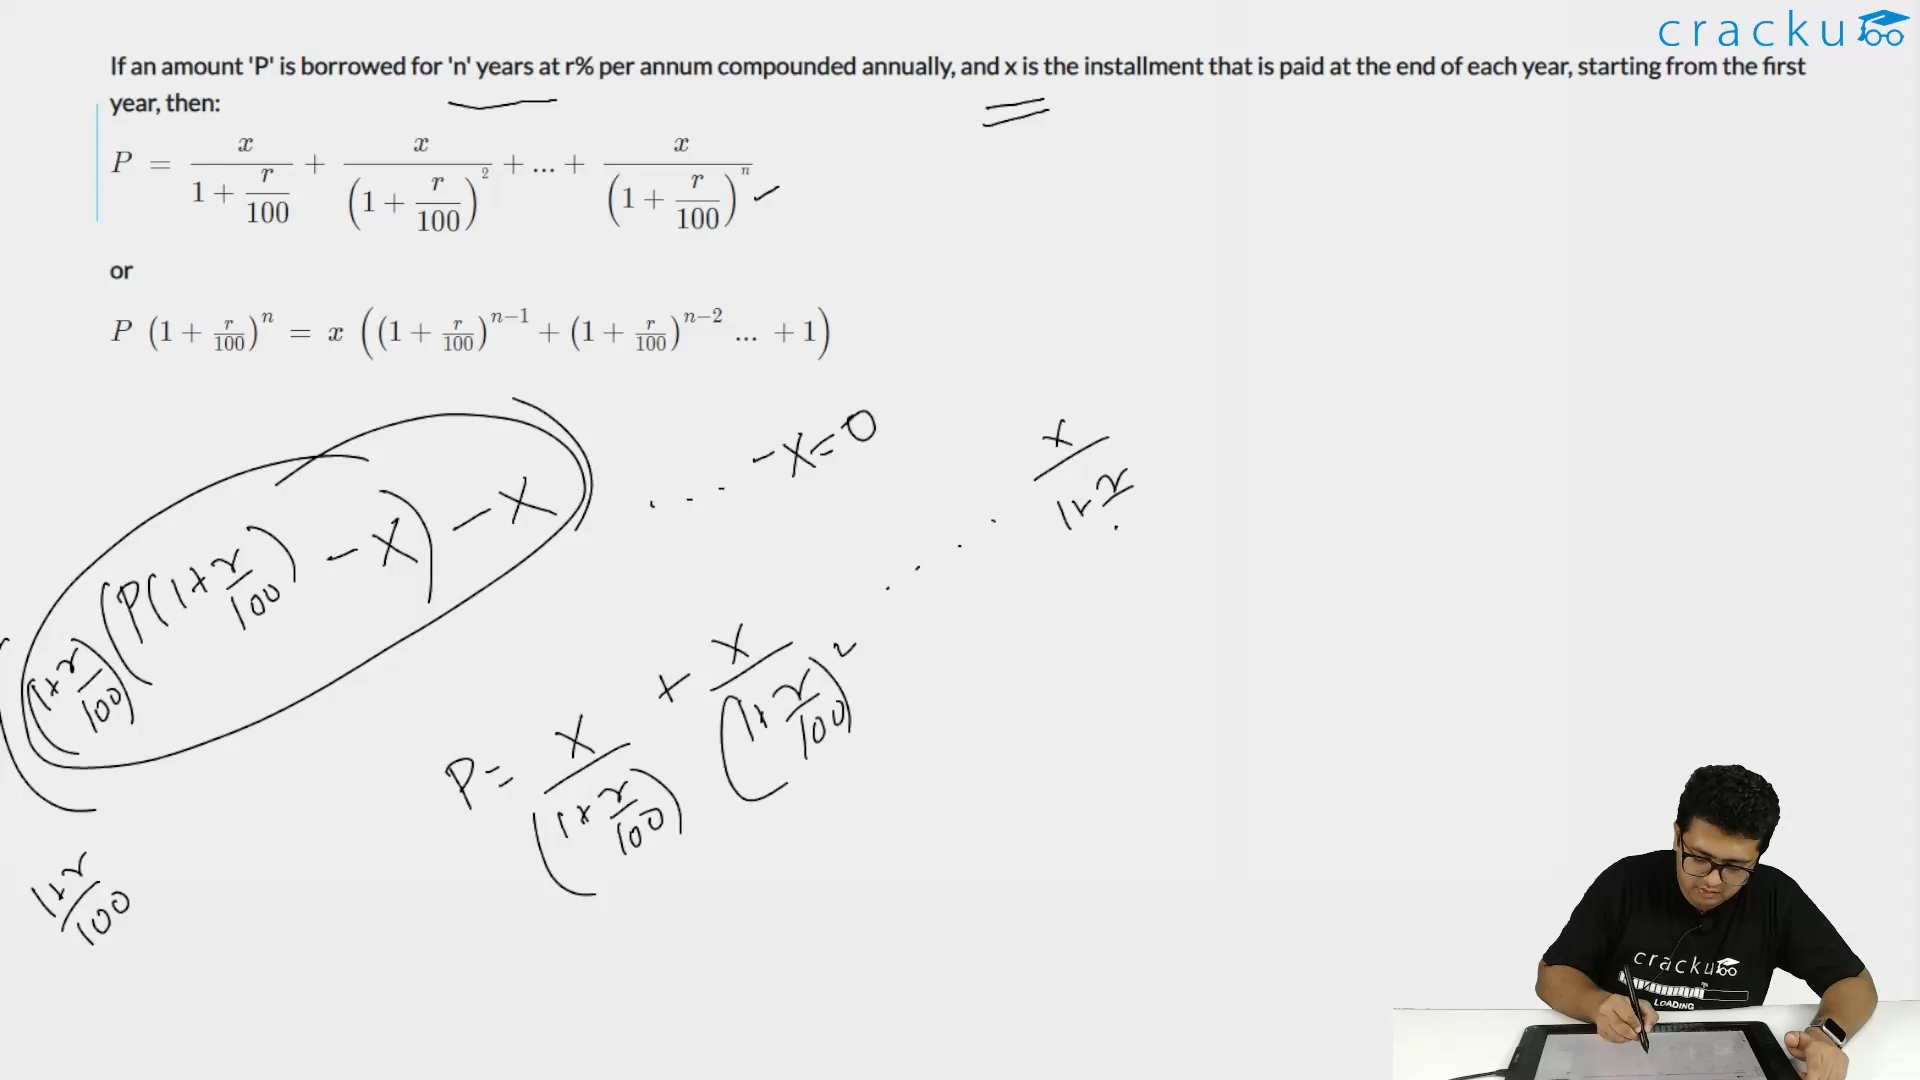 cracku
If an amount 'P' is borrowed for 'n' years at r% per annum compounded annually, and x is the installment that is paid at the end of each year, starting from the first
year, then:
P = x/(1 + r/100) + x/(1 + r/100)^2 + ... + x/(1 + r/100)^n
or
P (1 + r/100)^n = x ((1 + r/100)^(n−1) + (1 + r/100)^(n−2) ... + 1)
(1+r/100)(P(1+r/100) − X) − X ... −X=0
P = X/(1+r/100) + X/(1+r/100)^2 .... x/(1+r
1+r/100
cracku
LOADING